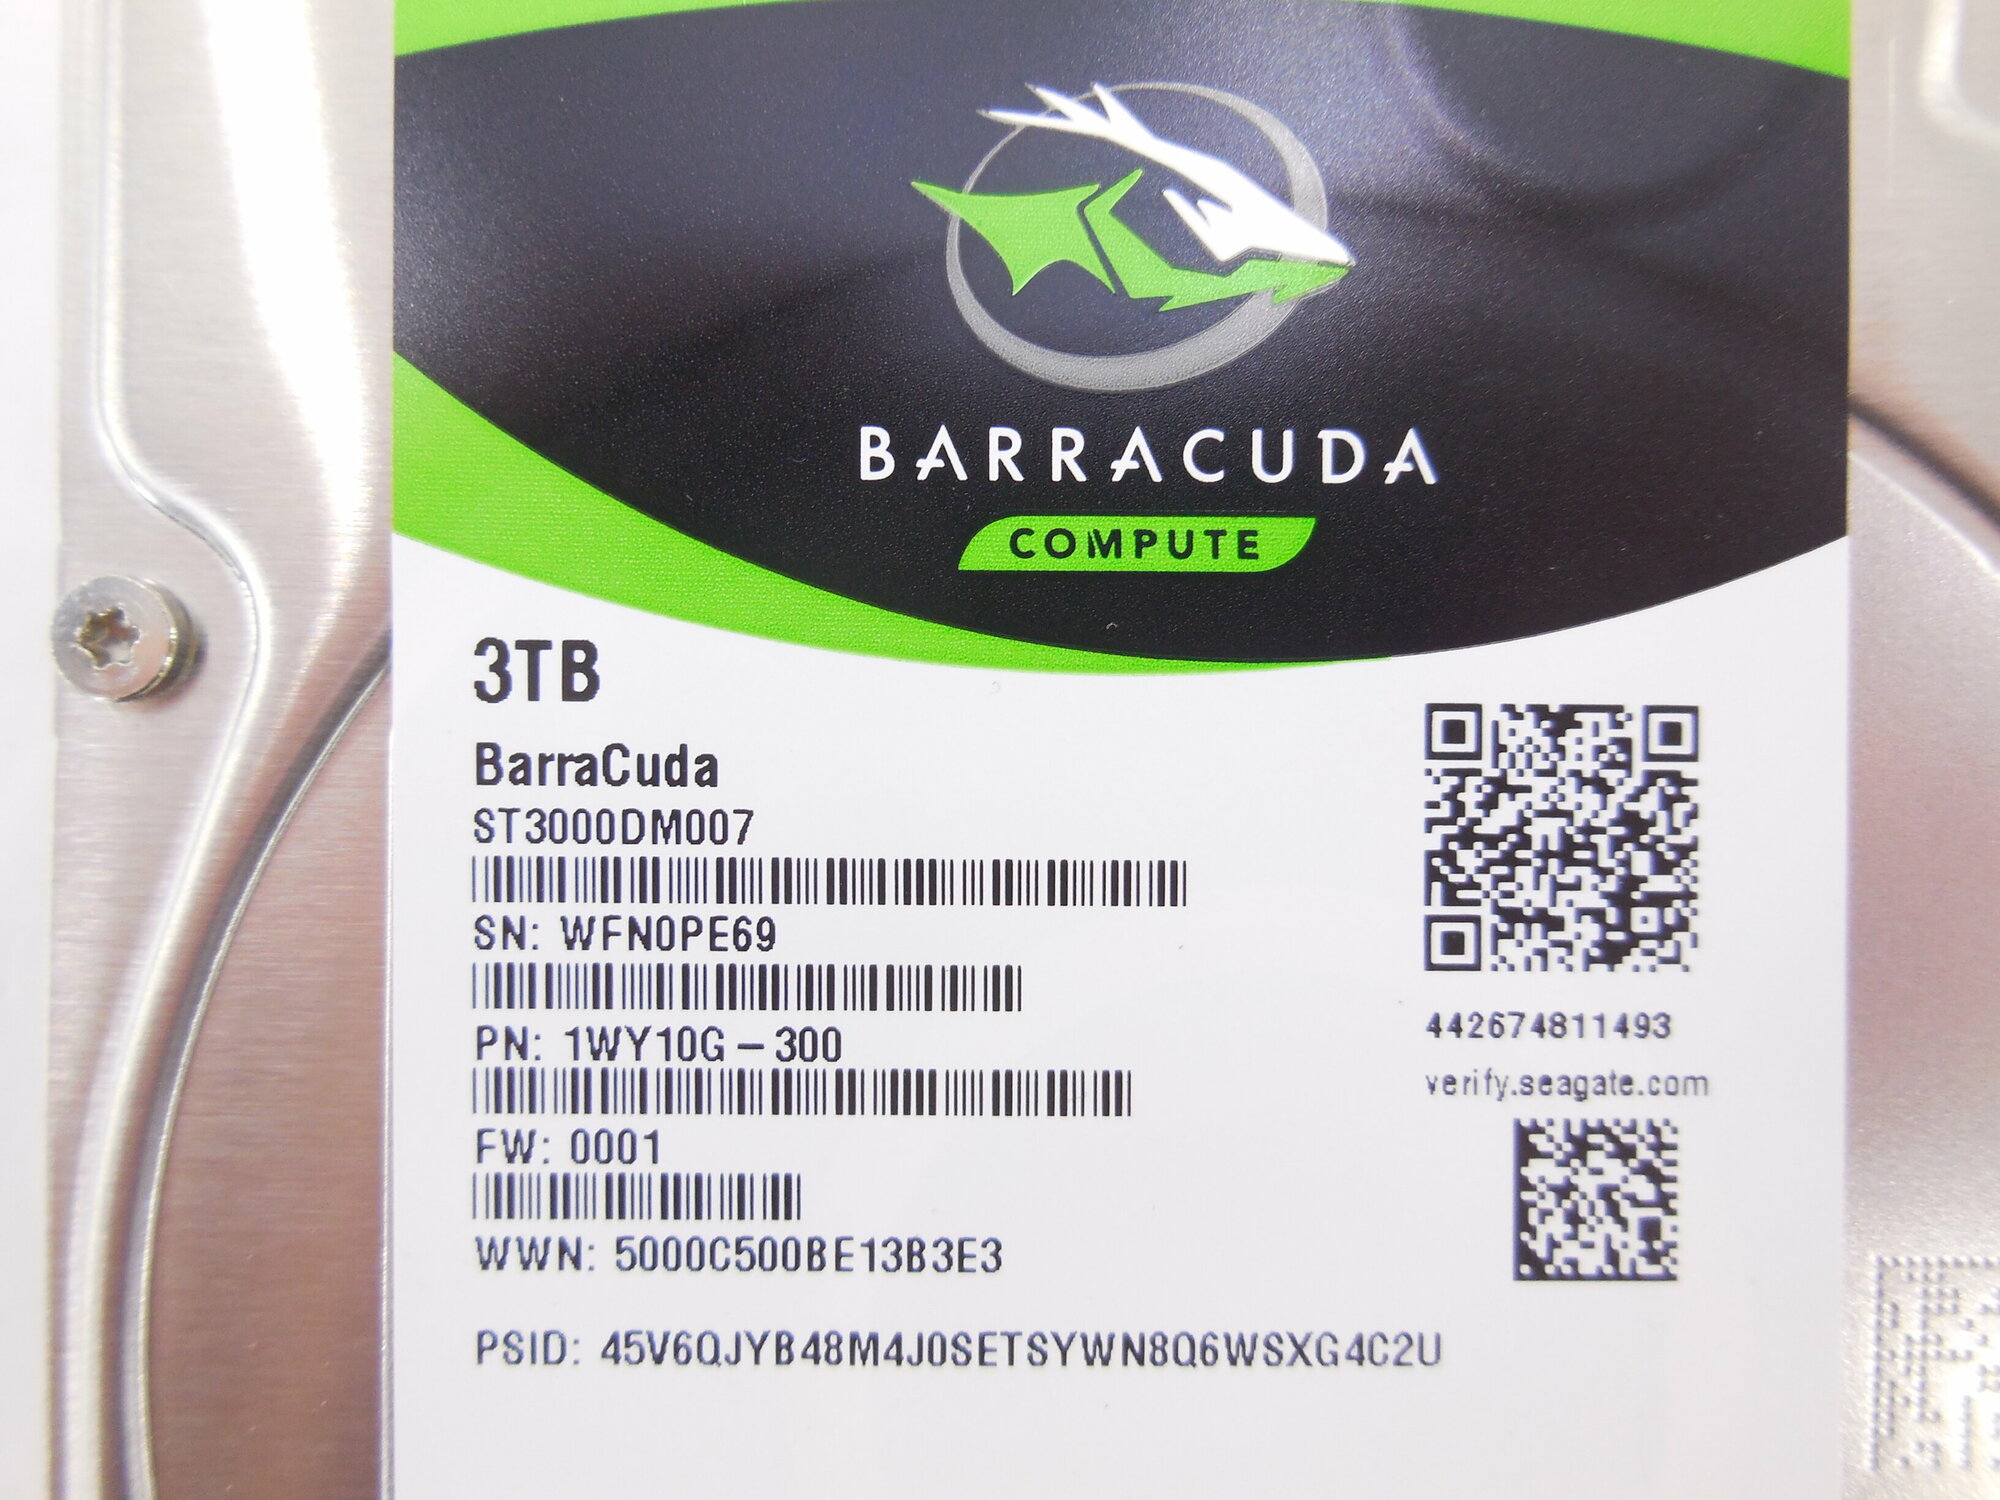 BARRACUDA
COMPUTE
3TB
BarraCuda
ST3000DM007
SN: WFN0PE69
PN: 1WY10G-300
FW: 0001
WWN: 5000C500BE13B3E3
PSID: 45V6QJYB48M4J0SETSYWN8Q6WSXG4C2U
442674811493
verify.seagate.com